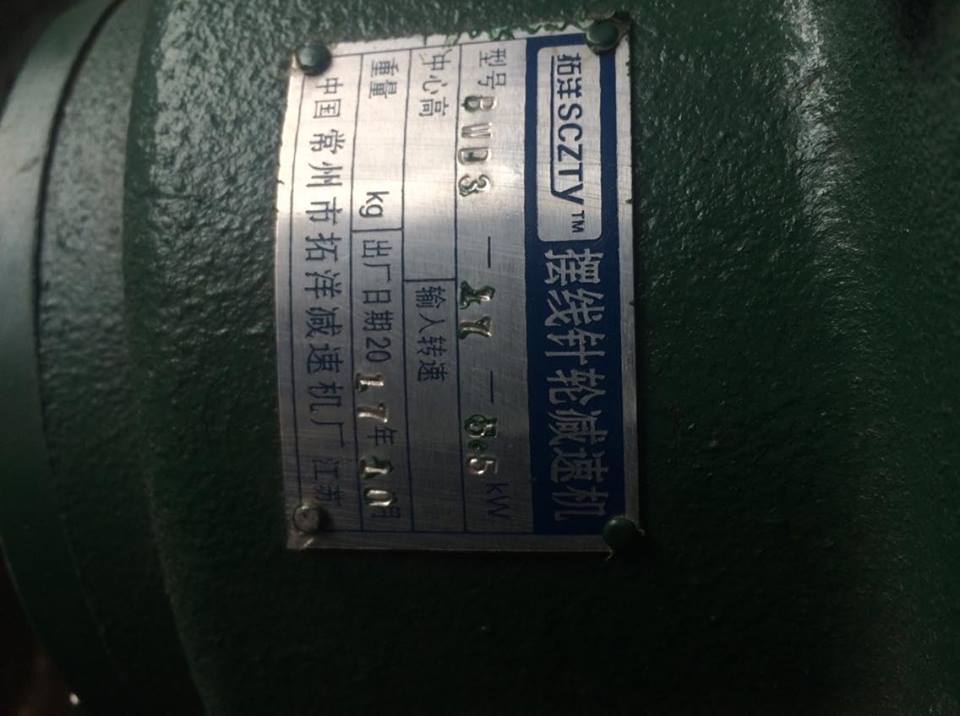 拓洋SCZTY™ 摆线针轮减速机
型号 BWD3 — 17 — 5.5 kW
中心高 输入转速
重量 kg 出厂日期2017年10月
中国常州市拓洋减速机厂 江苏